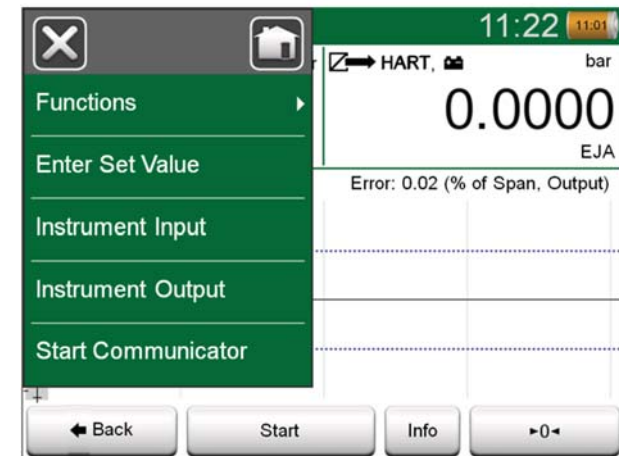 11:22 11:01
r HART, bar
0.0000
EJA
Error: 0.02 (% of Span, Output)
Functions
Enter Set Value
Instrument Input
Instrument Output
Start Communicator
Back Start Info ►0◄